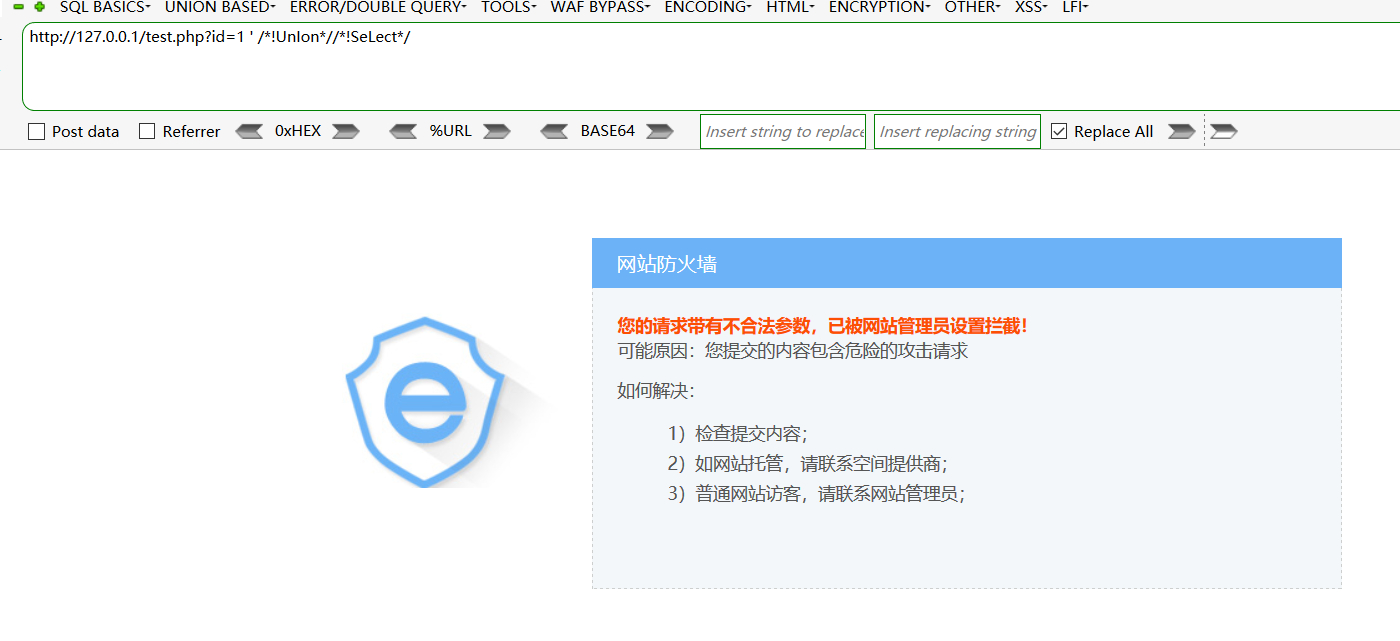 SQL BASICS UNION BASED ERROR/DOUBLE QUERY TOOLS WAF BYPASS ENCODING HTML ENCRYPTION OTHER XSS LFI
http://127.0.0.1/test.php?id=1 ' /*!UnIon*//*!SeLect*/
Post data Referrer 0xHEX %URL BASE64 Insert string to replace Insert replacing string Replace All
网站防火墙
您的请求带有不合法参数，已被网站管理员设置拦截！
可能原因：您提交的内容包含危险的攻击请求
如何解决：
1）检查提交内容；
2）如网站托管，请联系空间提供商；
3）普通网站访客，请联系网站管理员；